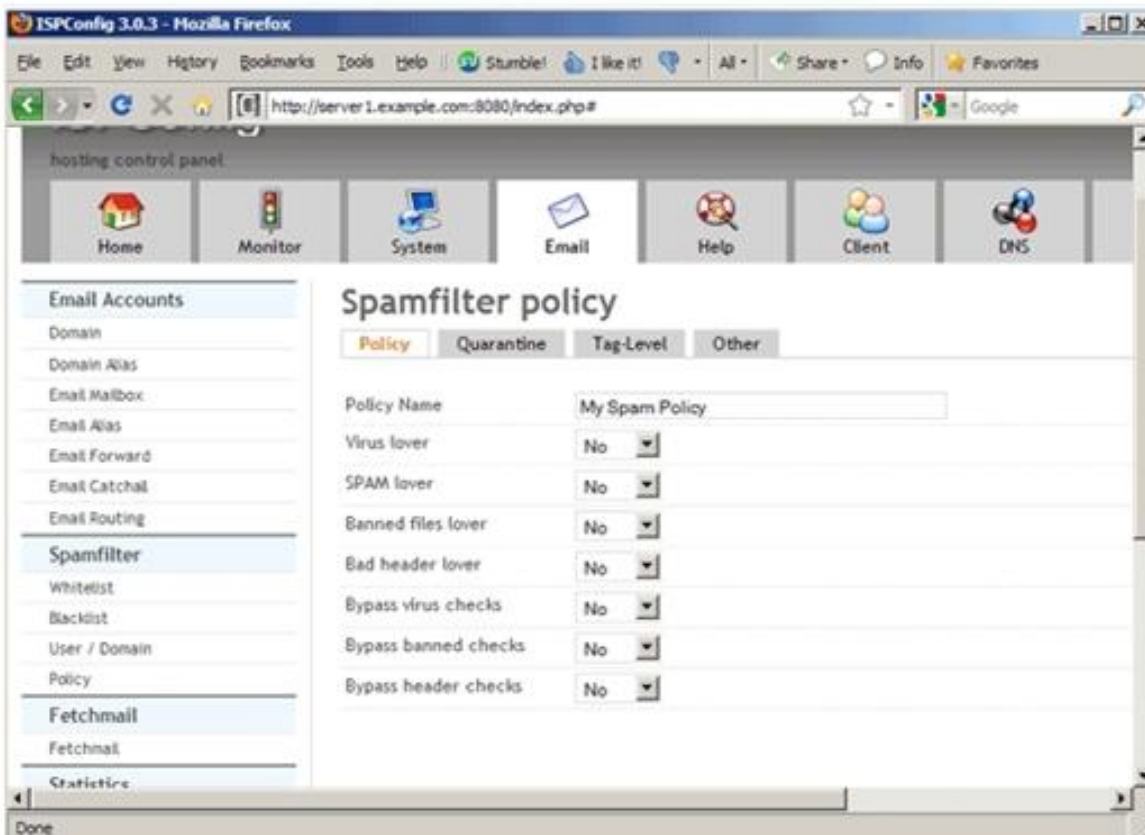 ISPConfig 3.0.3 - Mozilla Firefox
File Edit View History Bookmarks Tools Help Stumble! I like it! All Share Info Favorites
http://server1.example.com:8080/index.php# Google
hosting control panel
Home Monitor System Email Help Client DNS
Email Accounts
Domain
Domain Alias
Email Mailbox
Email Alias
Email Forward
Email Catchall
Email Routing
Spamfilter
Whitelist
Blacklist
User / Domain
Policy
Fetchmail
Fetchmail
Statistics
Spamfilter policy
Policy Quarantine Tag-Level Other
Policy Name My Spam Policy
Virus lover No
SPAM lover No
Banned files lover No
Bad header lover No
Bypass virus checks No
Bypass banned checks No
Bypass header checks No
Done